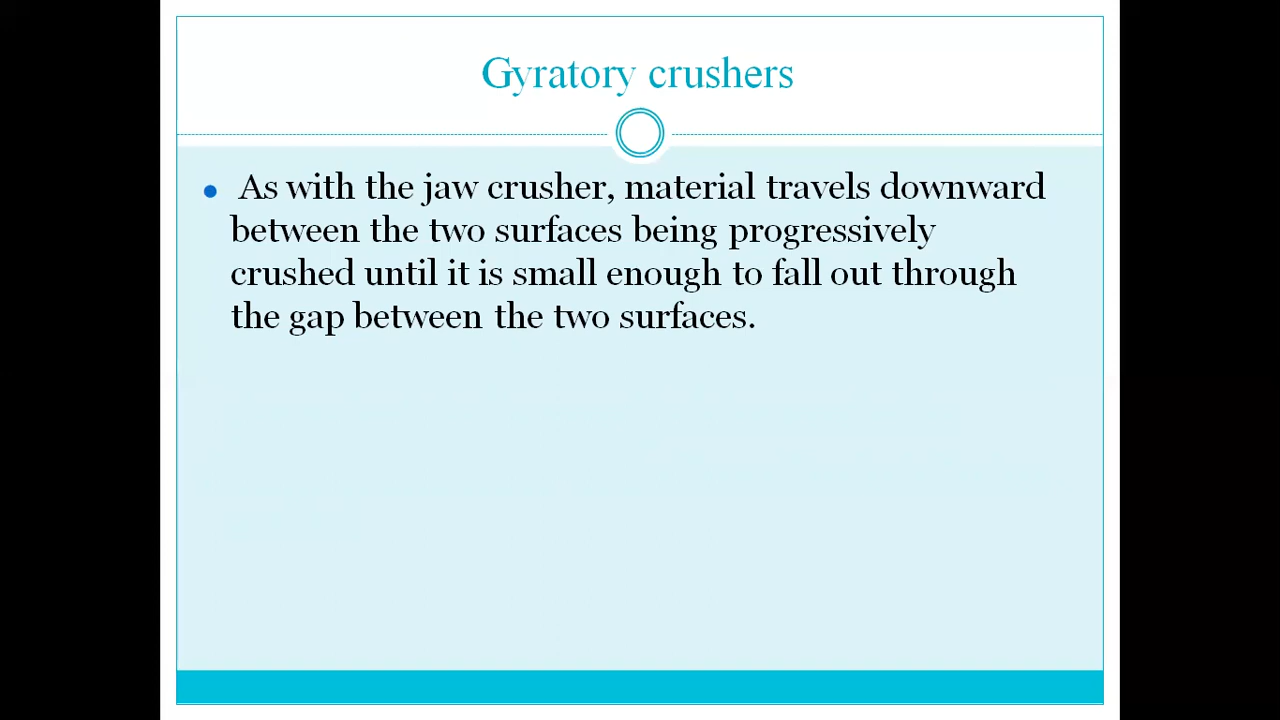 Gyratory crushers
• As with the jaw crusher, material travels downward
between the two surfaces being progressively
crushed until it is small enough to fall out through
the gap between the two surfaces.